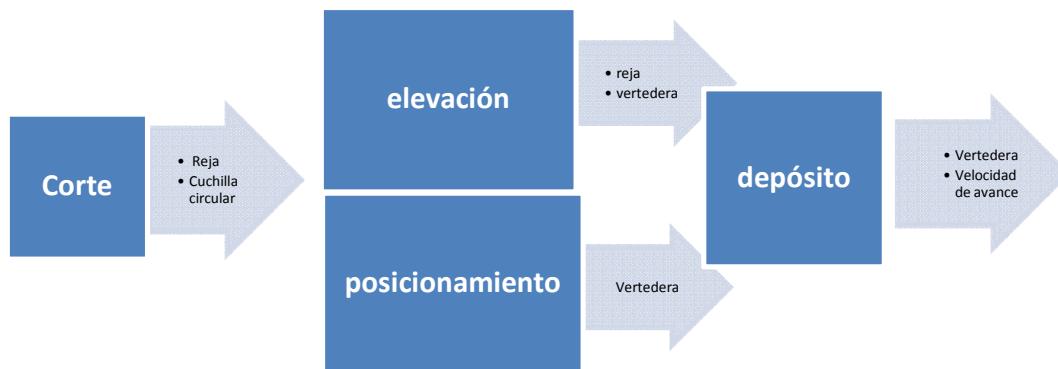 Corte
• Reja
• Cuchilla
circular
elevación
• reja
• vertedera
posicionamiento
Vertedera
depósito
• Vertedera
• Velocidad
de avance